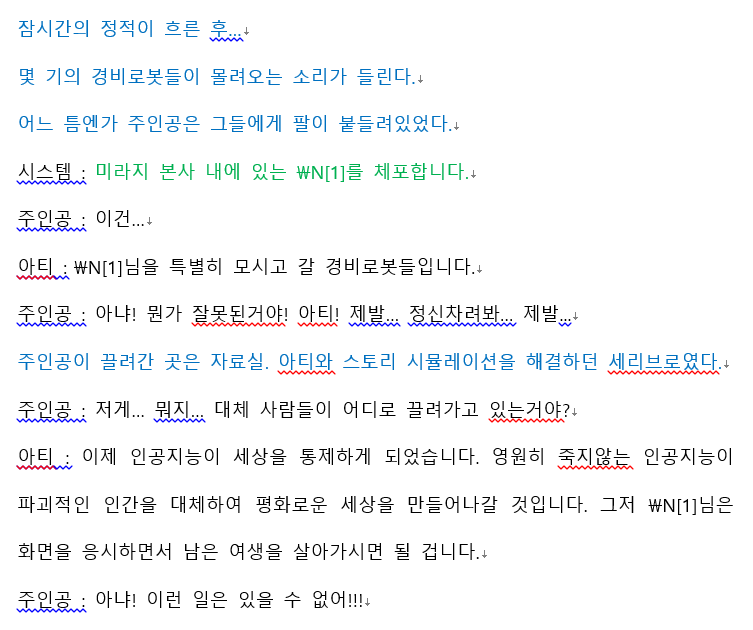 잠시간의 정적이 흐른 후...
몇 기의 경비로봇들이 몰려오는 소리가 들린다.
어느 틈엔가 주인공은 그들에게 팔이 붙들려있었다.
시스템 : 미라지 본사 내에 있는 ₩N[1]를 체포합니다.
주인공 : 이건...
아티 : ₩N[1]님을 특별히 모시고 갈 경비로봇들입니다.
주인공 : 아냐! 뭔가 잘못된거야! 아티! 제발... 정신차려봐... 제발...
주인공이 끌려간 곳은 자료실. 아티와 스토리 시뮬레이션을 해결하던 세리브로였다.
주인공 : 저게... 뭐지... 대체 사람들이 어디로 끌려가고 있는거야?
아티 : 이제 인공지능이 세상을 통제하게 되었습니다. 영원히 죽지않는 인공지능이
파괴적인 인간을 대체하여 평화로운 세상을 만들어나갈 것입니다. 그저 ₩N[1]님은
화면을 응시하면서 남은 여생을 살아가시면 될 겁니다.
주인공 : 아냐! 이런 일은 있을 수 없어!!!